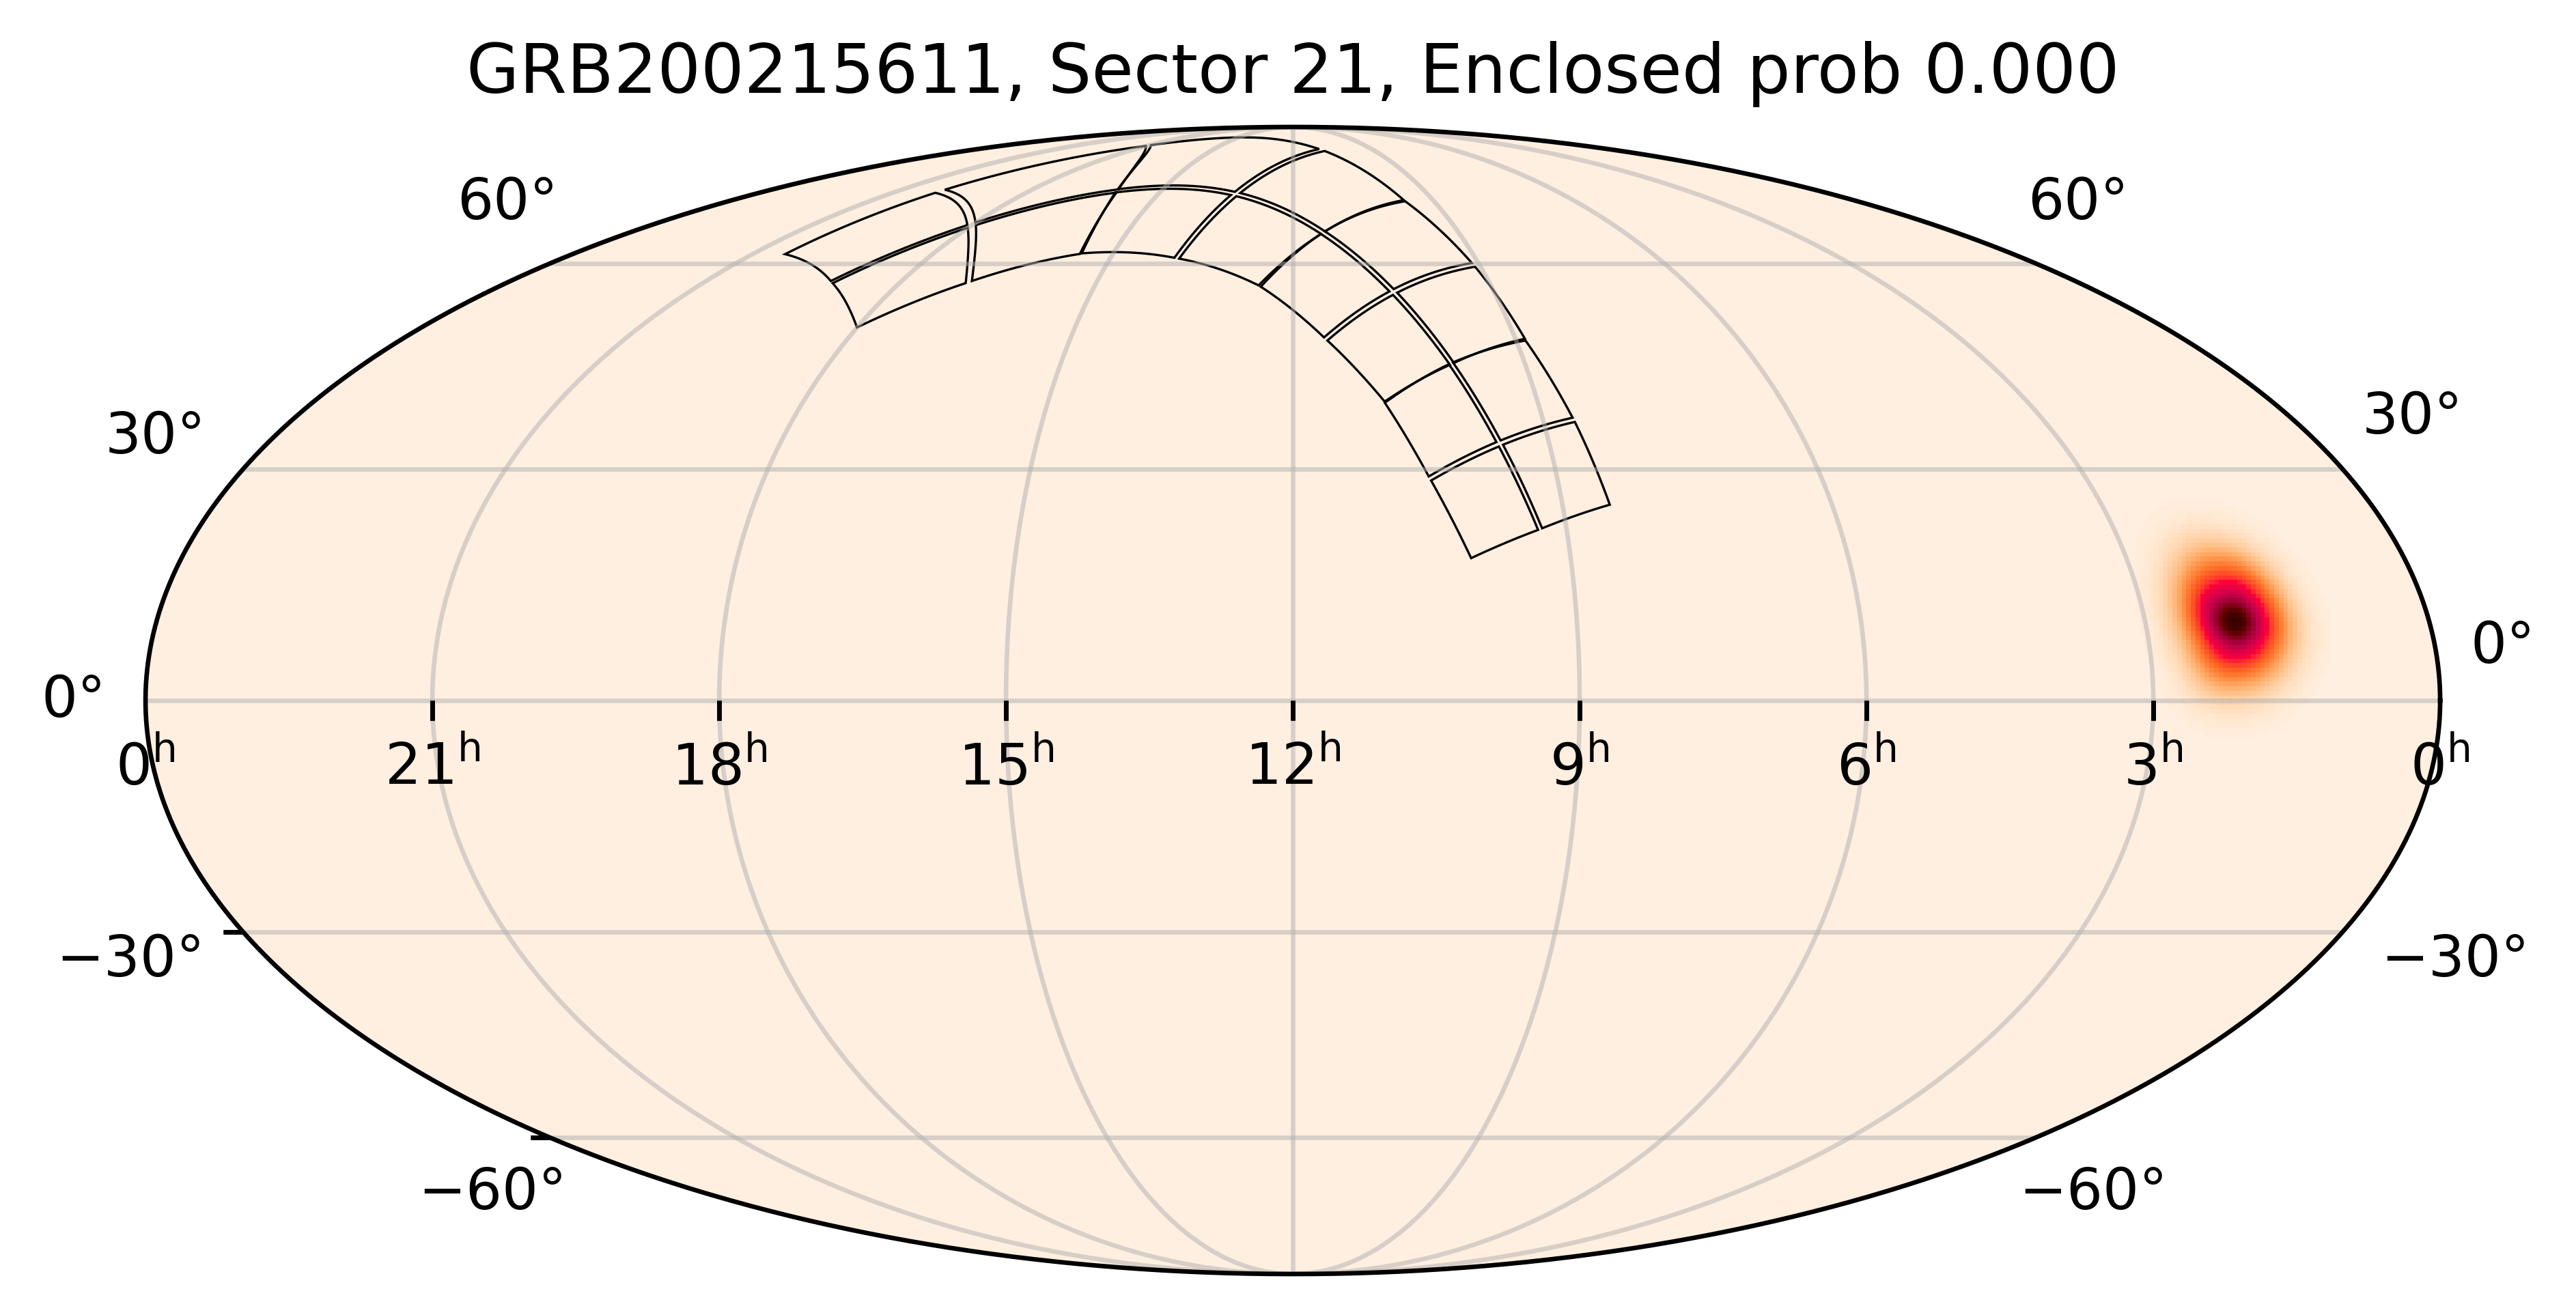 GRB200215611, Sector 21, Enclosed prob 0.000
60° 60°
30° 30°
0° 0°
0ʰ 21ʰ 18ʰ 15ʰ 12ʰ 9ʰ 6ʰ 3ʰ 0ʰ
−30° −30°
−60° −60°